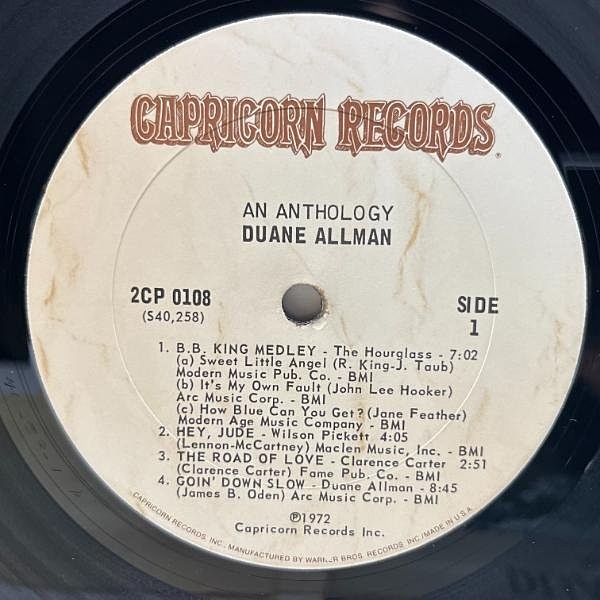 CAPRICORN RECORDS.
AN ANTHOLOGY
DUANE ALLMAN
2CP 0108
(S40,258)
SIDE
1
1. B.B. KING MEDLEY - The Hourglass - 7:02
(a) Sweet Little Angel (R. King-J. Taub)
Modern Music Pub. Co. - BMI
(b) It's My Own Fault (John Lee Hooker)
Arc Music Corp. - BMI
(c) How Blue Can You Get? (Jane Feather)
Modern Age Music Company - BMI
2. HEY, JUDE - Wilson Pickett 4:05
(Lennon-McCartney) Maclen Music, Inc. - BMI
3. THE ROAD OF LOVE - Clarence Carter 2:51
(Clarence Carter) Fame Pub. Co. - BMI
4. GOIN' DOWN SLOW - Duane Allman - 8:45
(James B. Oden) Arc Music Corp. - BMI
℗1972
Capricorn Records Inc.
CAPRICORN RECORDS, INC. - MANUFACTURED BY WARNER BROS. RECORDS, INC./MADE IN U.S.A.